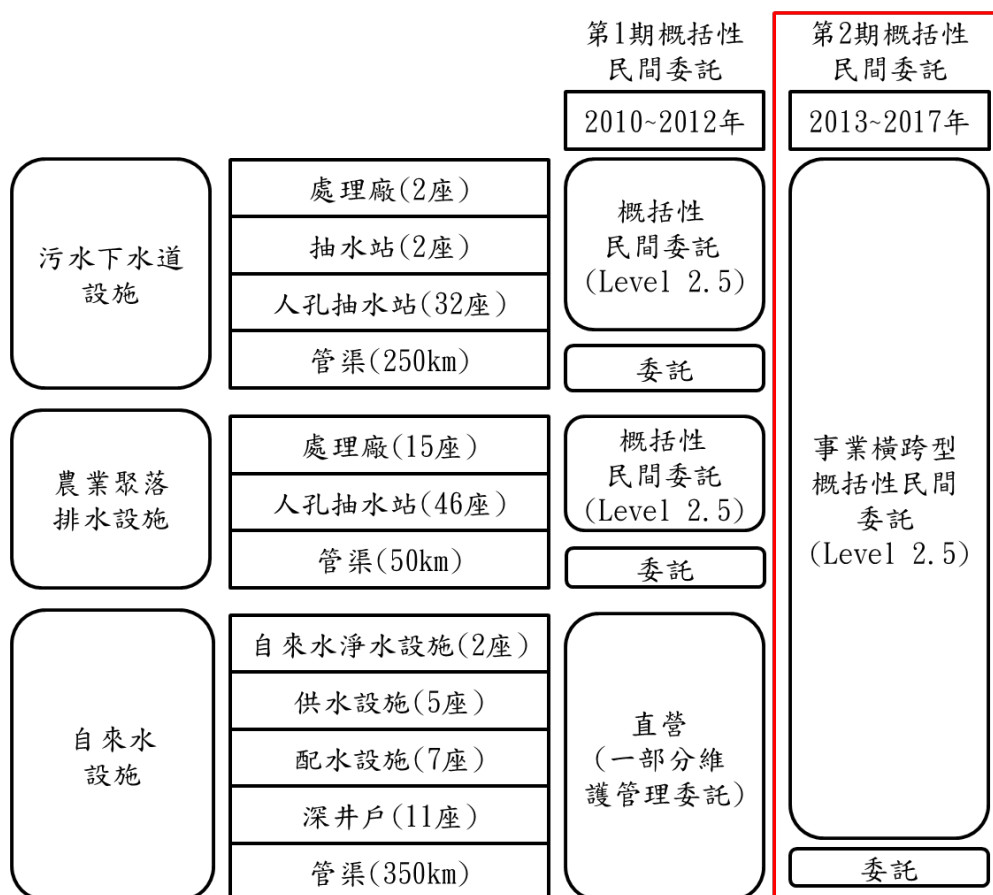 第1期概括性
民間委託
第2期概括性
民間委託
2010~2012年
2013~2017年
污水下水道
設施
處理廠(2座)
抽水站(2座)
人孔抽水站(32座)
管渠(250km)
概括性
民間委託
(Level 2.5)
委託
農業聚落
排水設施
處理廠(15座)
人孔抽水站(46座)
管渠(50km)
概括性
民間委託
(Level 2.5)
委託
自來水
設施
自來水淨水設施(2座)
供水設施(5座)
配水設施(7座)
深井戶(11座)
管渠(350km)
直營
(一部分維
護管理委託)
事業橫跨型
概括性民間
委託
(Level 2.5)
委託